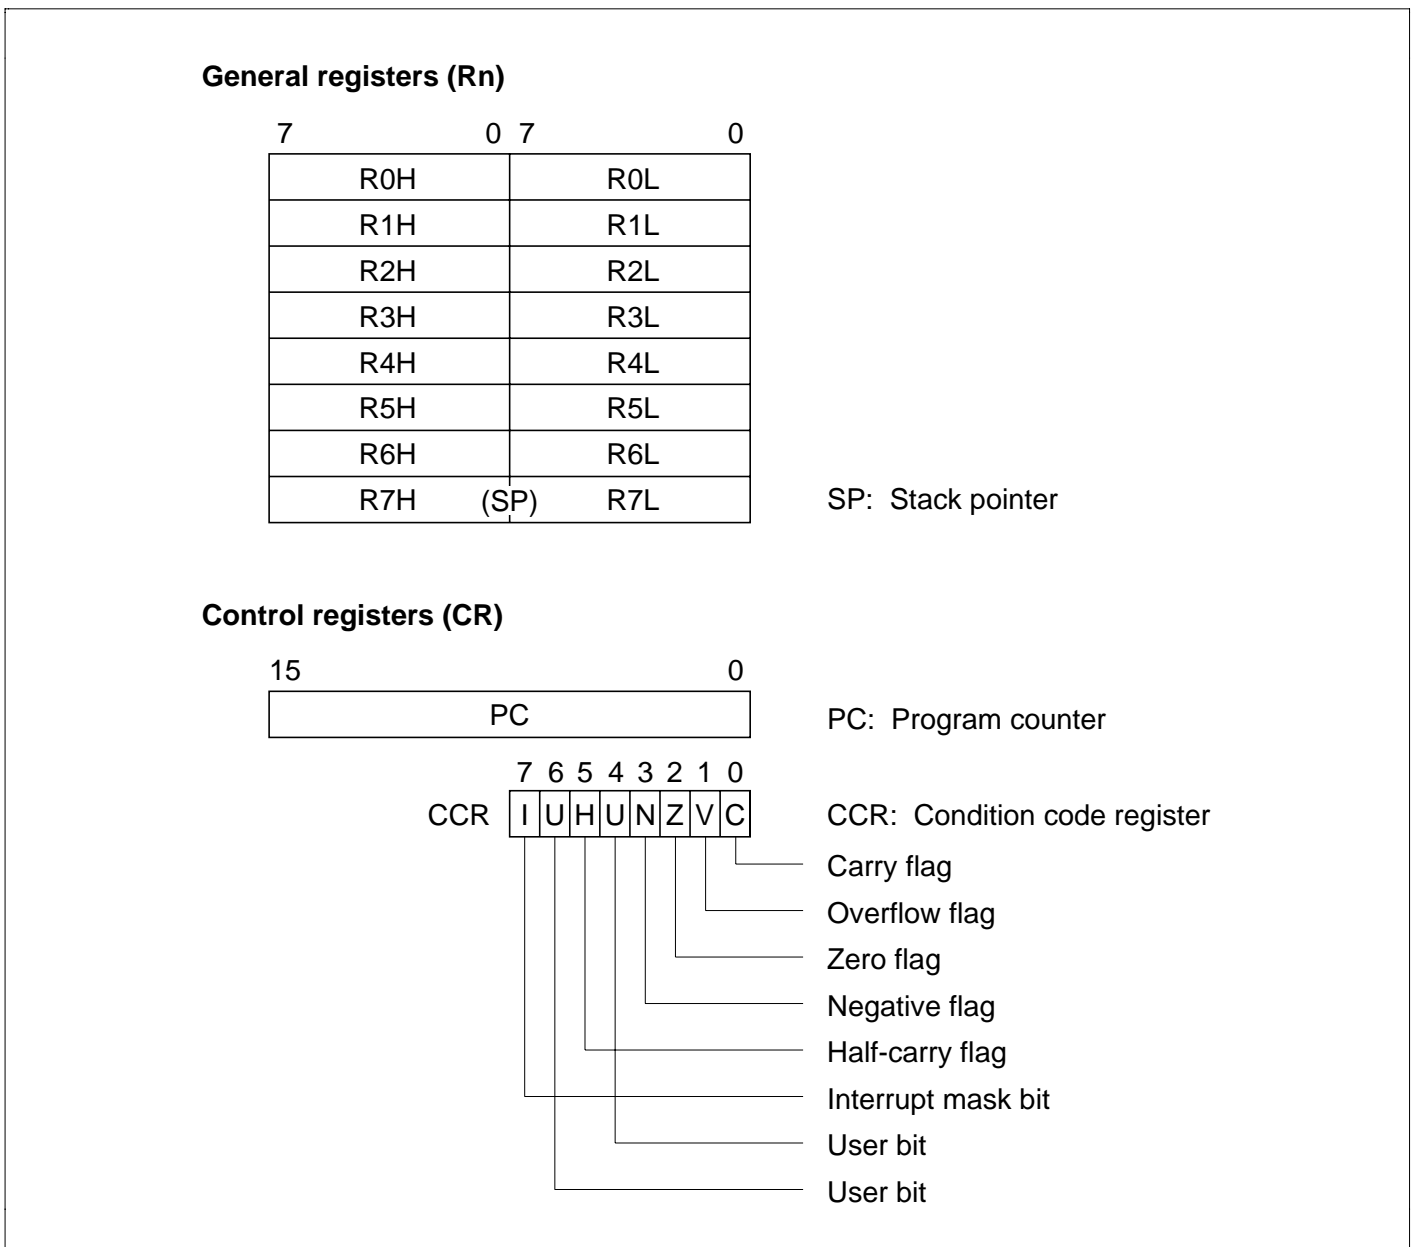 General registers (Rn)
7 0 7 0
R0H R0L
R1H R1L
R2H R2L
R3H R3L
R4H R4L
R5H R5L
R6H R6L
R7H (SP) R7L SP: Stack pointer
Control registers (CR)
15 0
PC PC: Program counter
7 6 5 4 3 2 1 0
CCR I U H U N Z V C CCR: Condition code register
Carry flag
Overflow flag
Zero flag
Negative flag
Half-carry flag
Interrupt mask bit
User bit
User bit